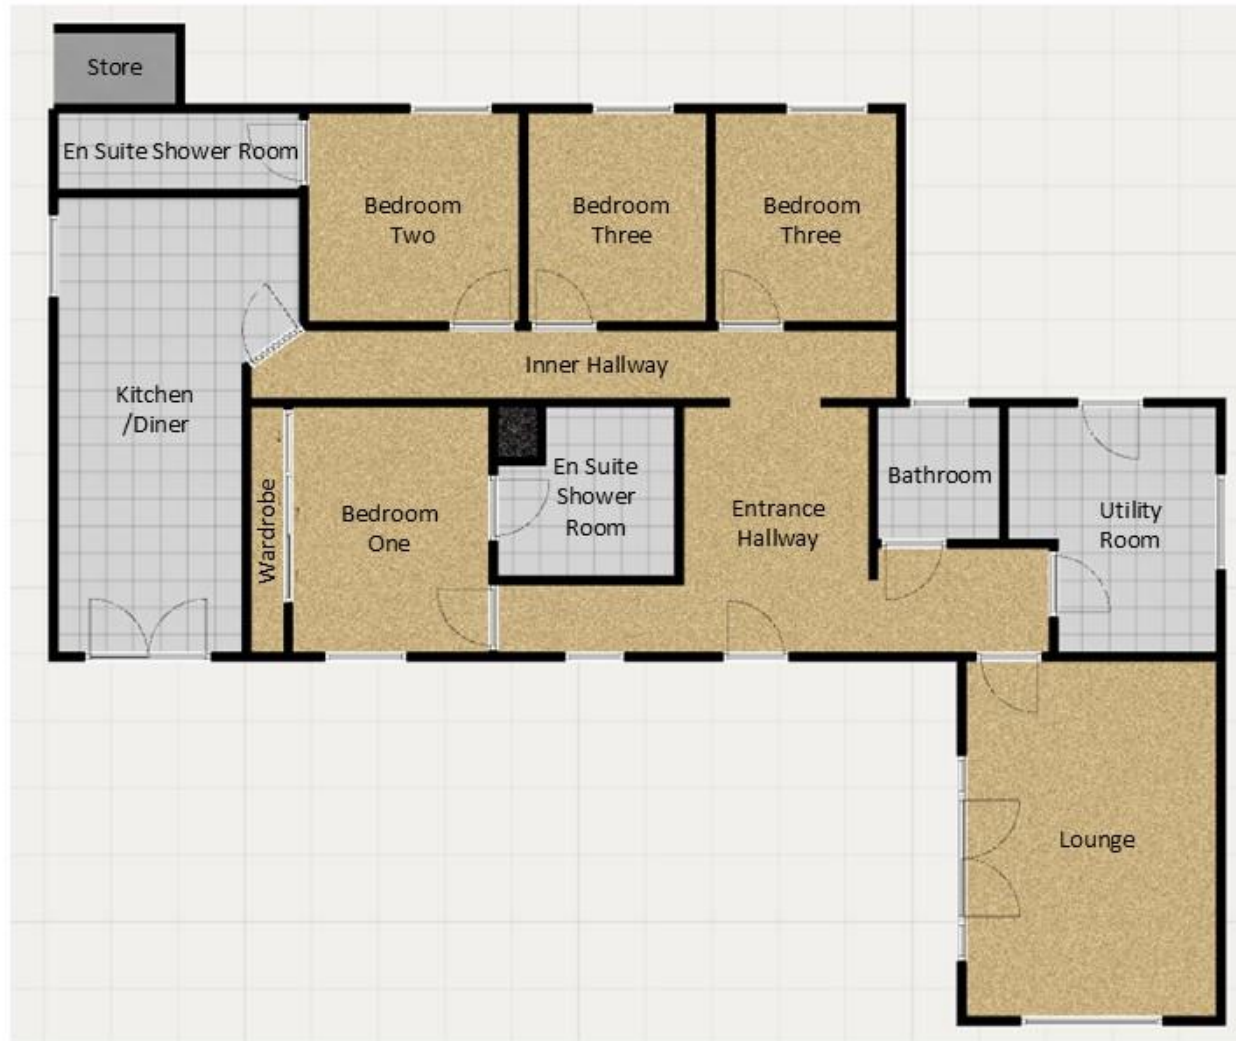 Store
En Suite Shower Room
Bedroom
Two
Bedroom
Three
Bedroom
Three
Inner Hallway
Kitchen
/Diner
Wardrobe
Bedroom
One
En Suite
Shower
Room
Entrance
Hallway
Bathroom
Utility
Room
Lounge